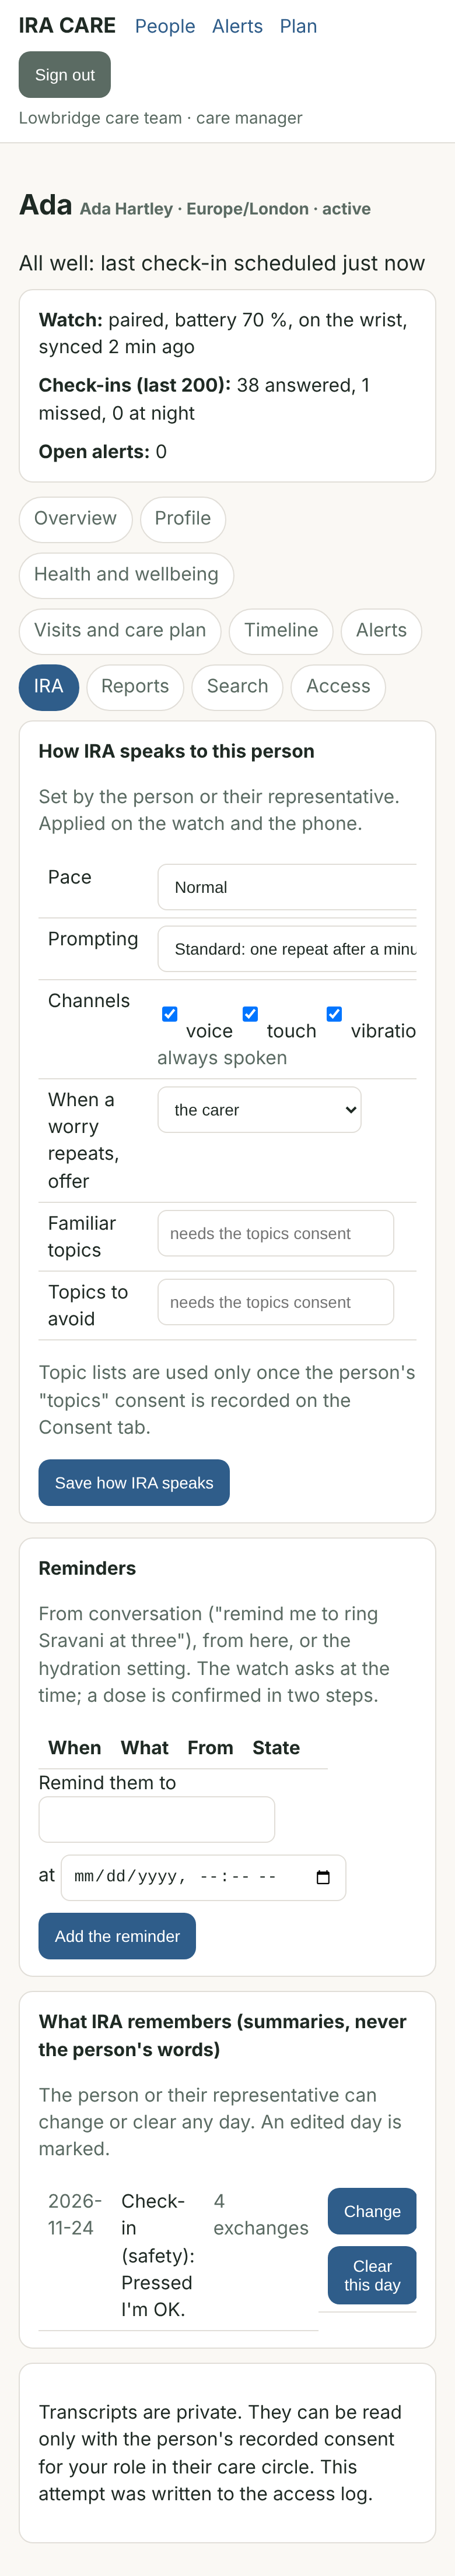 IRA CARE People Alerts Plan
Sign out
Lowbridge care team · care manager
Ada Ada Hartley · Europe/London · active
All well: last check-in scheduled just now
Watch: paired, battery 70 %, on the wrist,
synced 2 min ago
Check-ins (last 200): 38 answered, 1
missed, 0 at night
Open alerts: 0
Overview Profile
Health and wellbeing
Visits and care plan Timeline Alerts
IRA Reports Search Access
How IRA speaks to this person
Set by the person or their representative.
Applied on the watch and the phone.
Pace Normal
Prompting Standard: one repeat after a minu
Channels voice touch vibratio
always spoken
When a
worry
repeats,
offer
the carer
Familiar
topics
needs the topics consent
Topics to
avoid
needs the topics consent
Topic lists are used only once the person's
"topics" consent is recorded on the
Consent tab.
Save how IRA speaks
Reminders
From conversation ("remind me to ring
Sravani at three"), from here, or the
hydration setting. The watch asks at the
time; a dose is confirmed in two steps.
When What From State
Remind them to
at mm/dd/yyyy, --:-- --
Add the reminder
What IRA remembers (summaries, never
the person's words)
The person or their representative can
change or clear any day. An edited day is
marked.
2026-
11-24
Check-
in
(safety):
Pressed
I'm OK.
4
exchanges
Change
Clear
this day
Transcripts are private. They can be read
only with the person's recorded consent
for your role in their care circle. This
attempt was written to the access log.